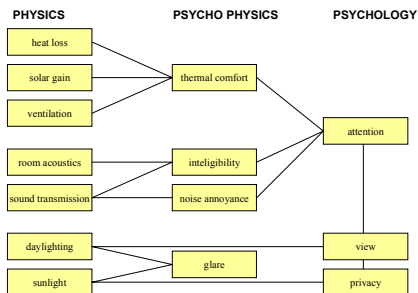 PHYSICS PSYCHO PHYSICS PSYCHOLOGY
heat loss
solar gain thermal comfort
ventilation
attention
room acoustics inteligibility
sound transmission noise annoyance
daylighting view
glare
sunlight privacy